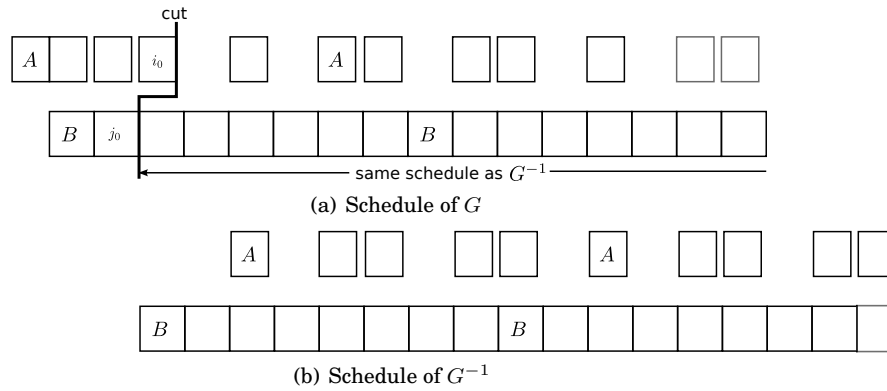 cut
A i₀ A
B j₀ B
same schedule as G⁻¹
(a) Schedule of G
A A
B B
(b) Schedule of G⁻¹